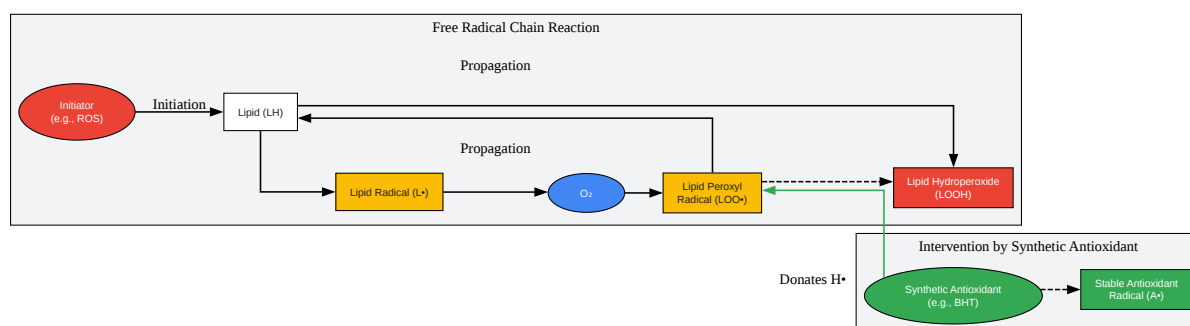 Free Radical Chain Reaction
Propagation
Initiator
(e.g., ROS)
Initiation
Lipid (LH)
Propagation
Lipid Radical (L•)
O₂
Lipid Peroxyl
Radical (LOO•)
Lipid Hydroperoxide
(LOOH)
Intervention by Synthetic Antioxidant
Donates H•
Synthetic Antioxidant
(e.g., BHT)
Stable Antioxidant
Radical (A•)